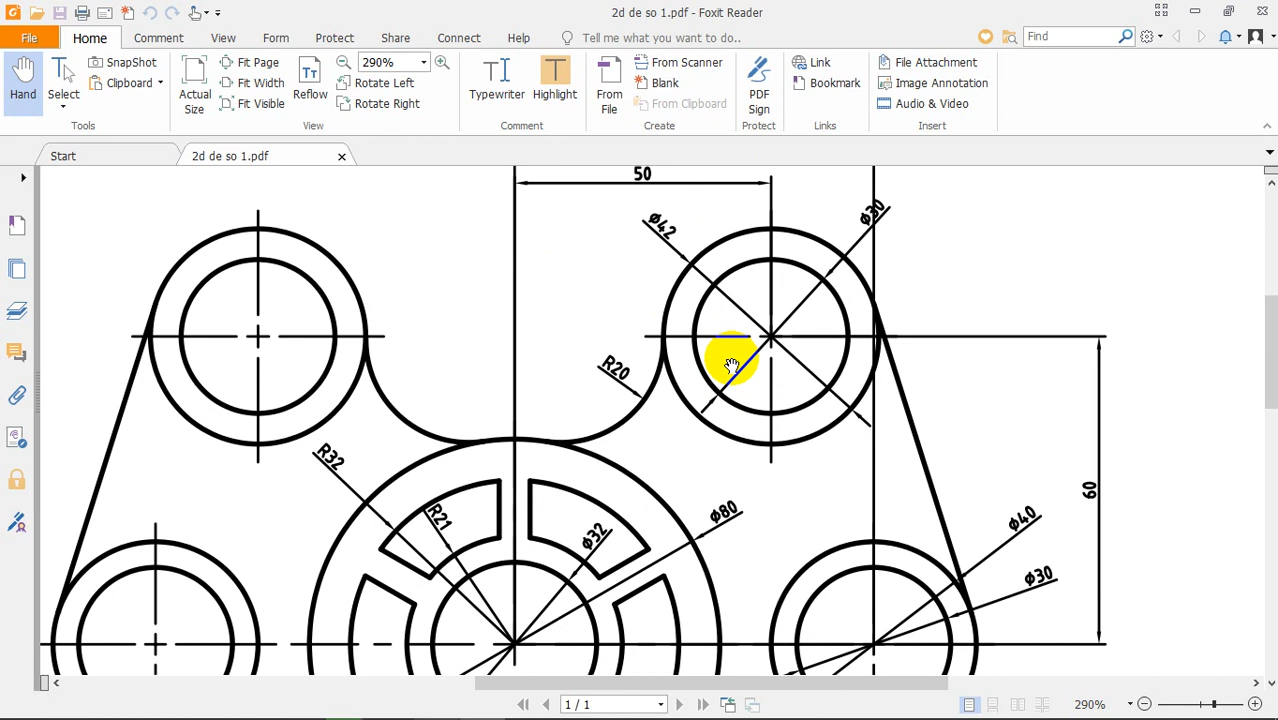 2d de so 1.pdf - Foxit Reader
File Home Comment View Form Protect Share Connect Help Tell me what you want to do.. Find
Hand Select SnapShot Clipboard Tools
Actual Size Fit Page Fit Width Fit Visible Reflow 290% Rotate Left Rotate Right View
Typewriter Highlight Comment
From File From Scanner Blank From Clipboard Create
PDF Sign Protect
Link Bookmark Links
File Attachment Image Annotation Audio & Video Insert
Start 2d de so 1.pdf
50
ø42
ø30
R20
R32
R21
ø32
ø80
60
ø40
ø30
1 / 1
290%